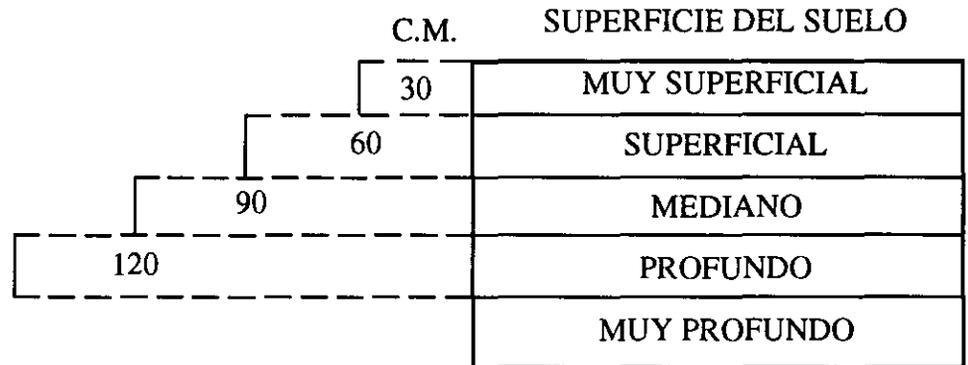 C.M. SUPERFICIE DEL SUELO
30 MUY SUPERFICIAL
60 SUPERFICIAL
90 MEDIANO
120 PROFUNDO
MUY PROFUNDO